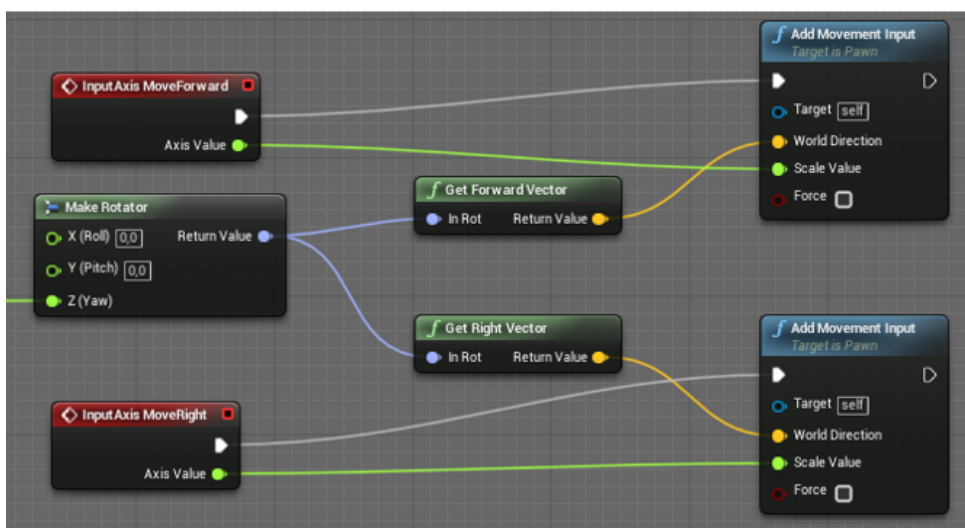 InputAxis MoveForward
Axis Value
Make Rotator
X (Roll) 0,0
Return Value
Y (Pitch) 0,0
Z (Yaw)
InputAxis MoveRight
Axis Value
f Get Forward Vector
In Rot
Return Value
f Get Right Vector
In Rot
Return Value
f Add Movement Input
Target is Pawn
Target self
World Direction
Scale Value
Force
f Add Movement Input
Target is Pawn
Target self
World Direction
Scale Value
Force